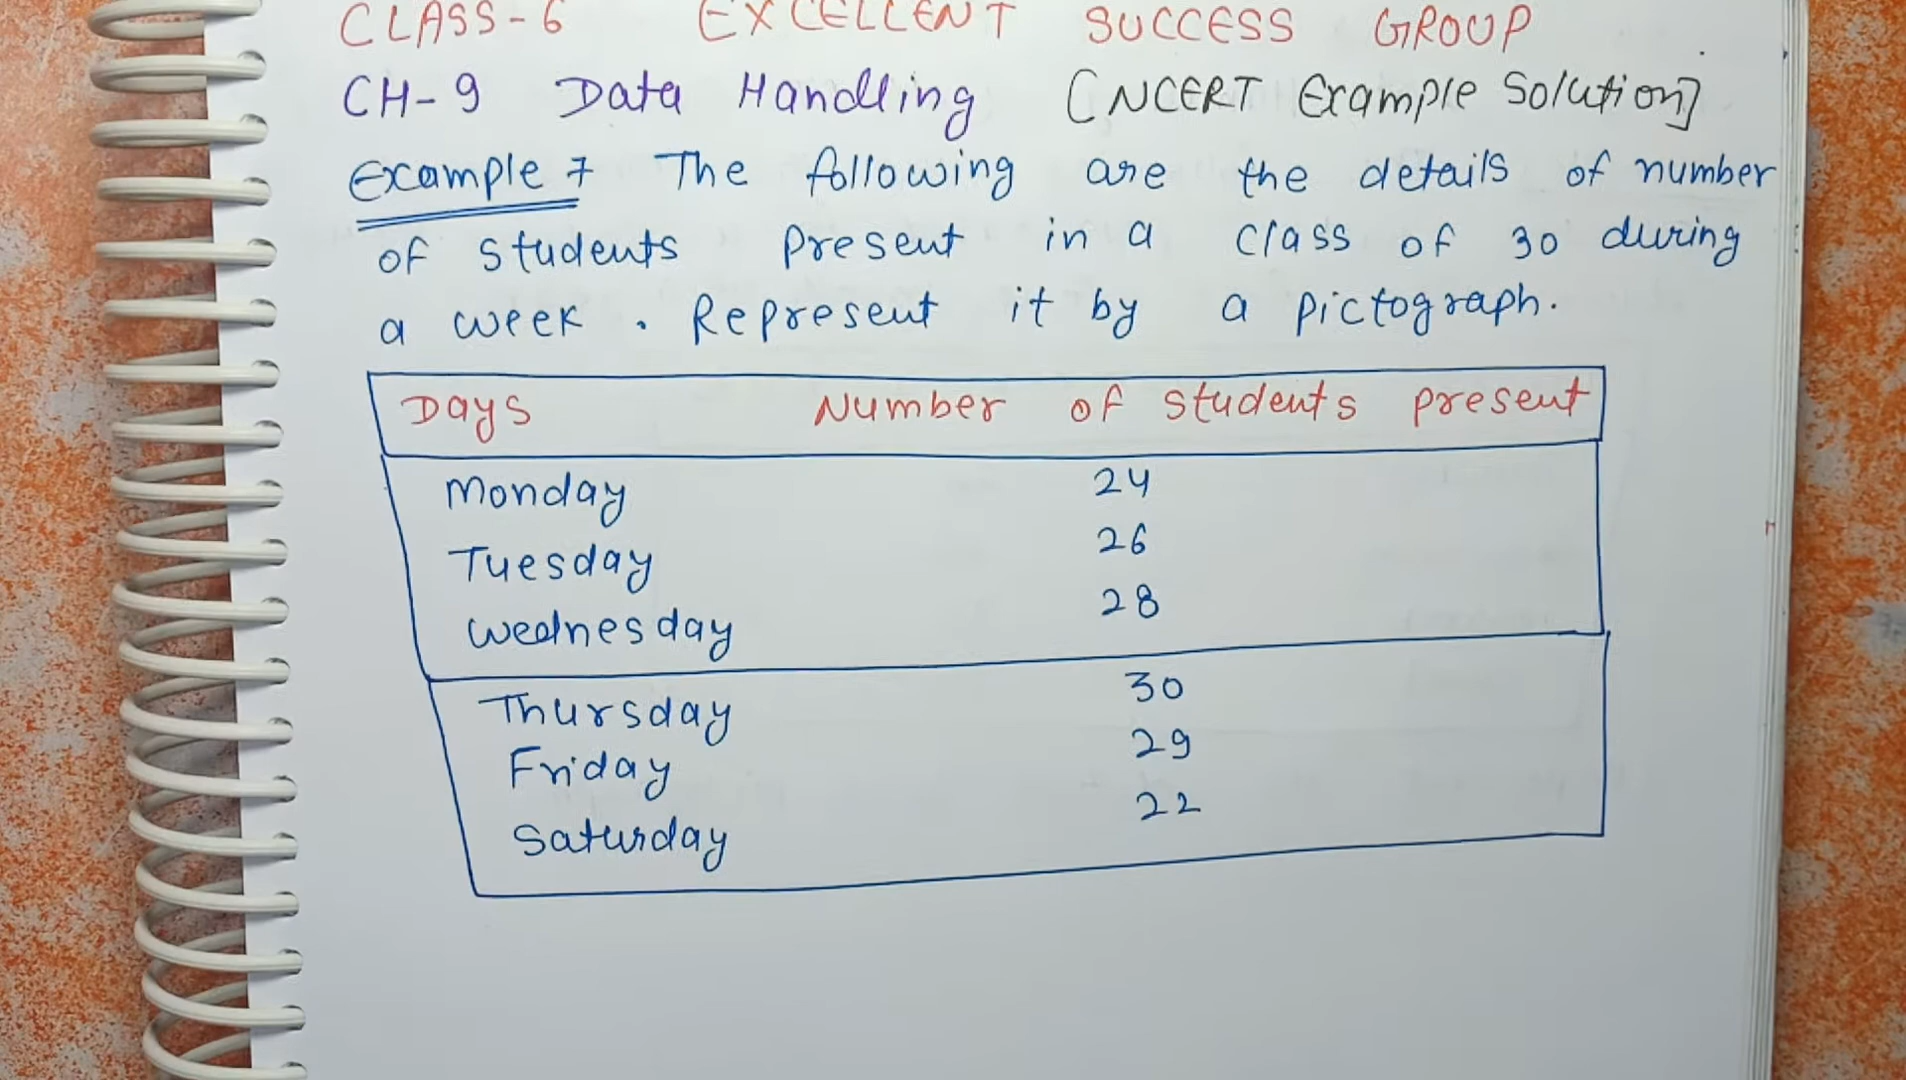 CLASS-6 EXCELLENT SUCCESS GROUP
CH-9 Data Handling [NCERT Example Solution]
Example 7 The following are the details of number
of students present in a class of 30 during
a week. Represent it by a pictograph.
Days Number of students present
Monday 24
Tuesday 26
Wednesday 28
Thursday 30
Friday 29
Saturday 22